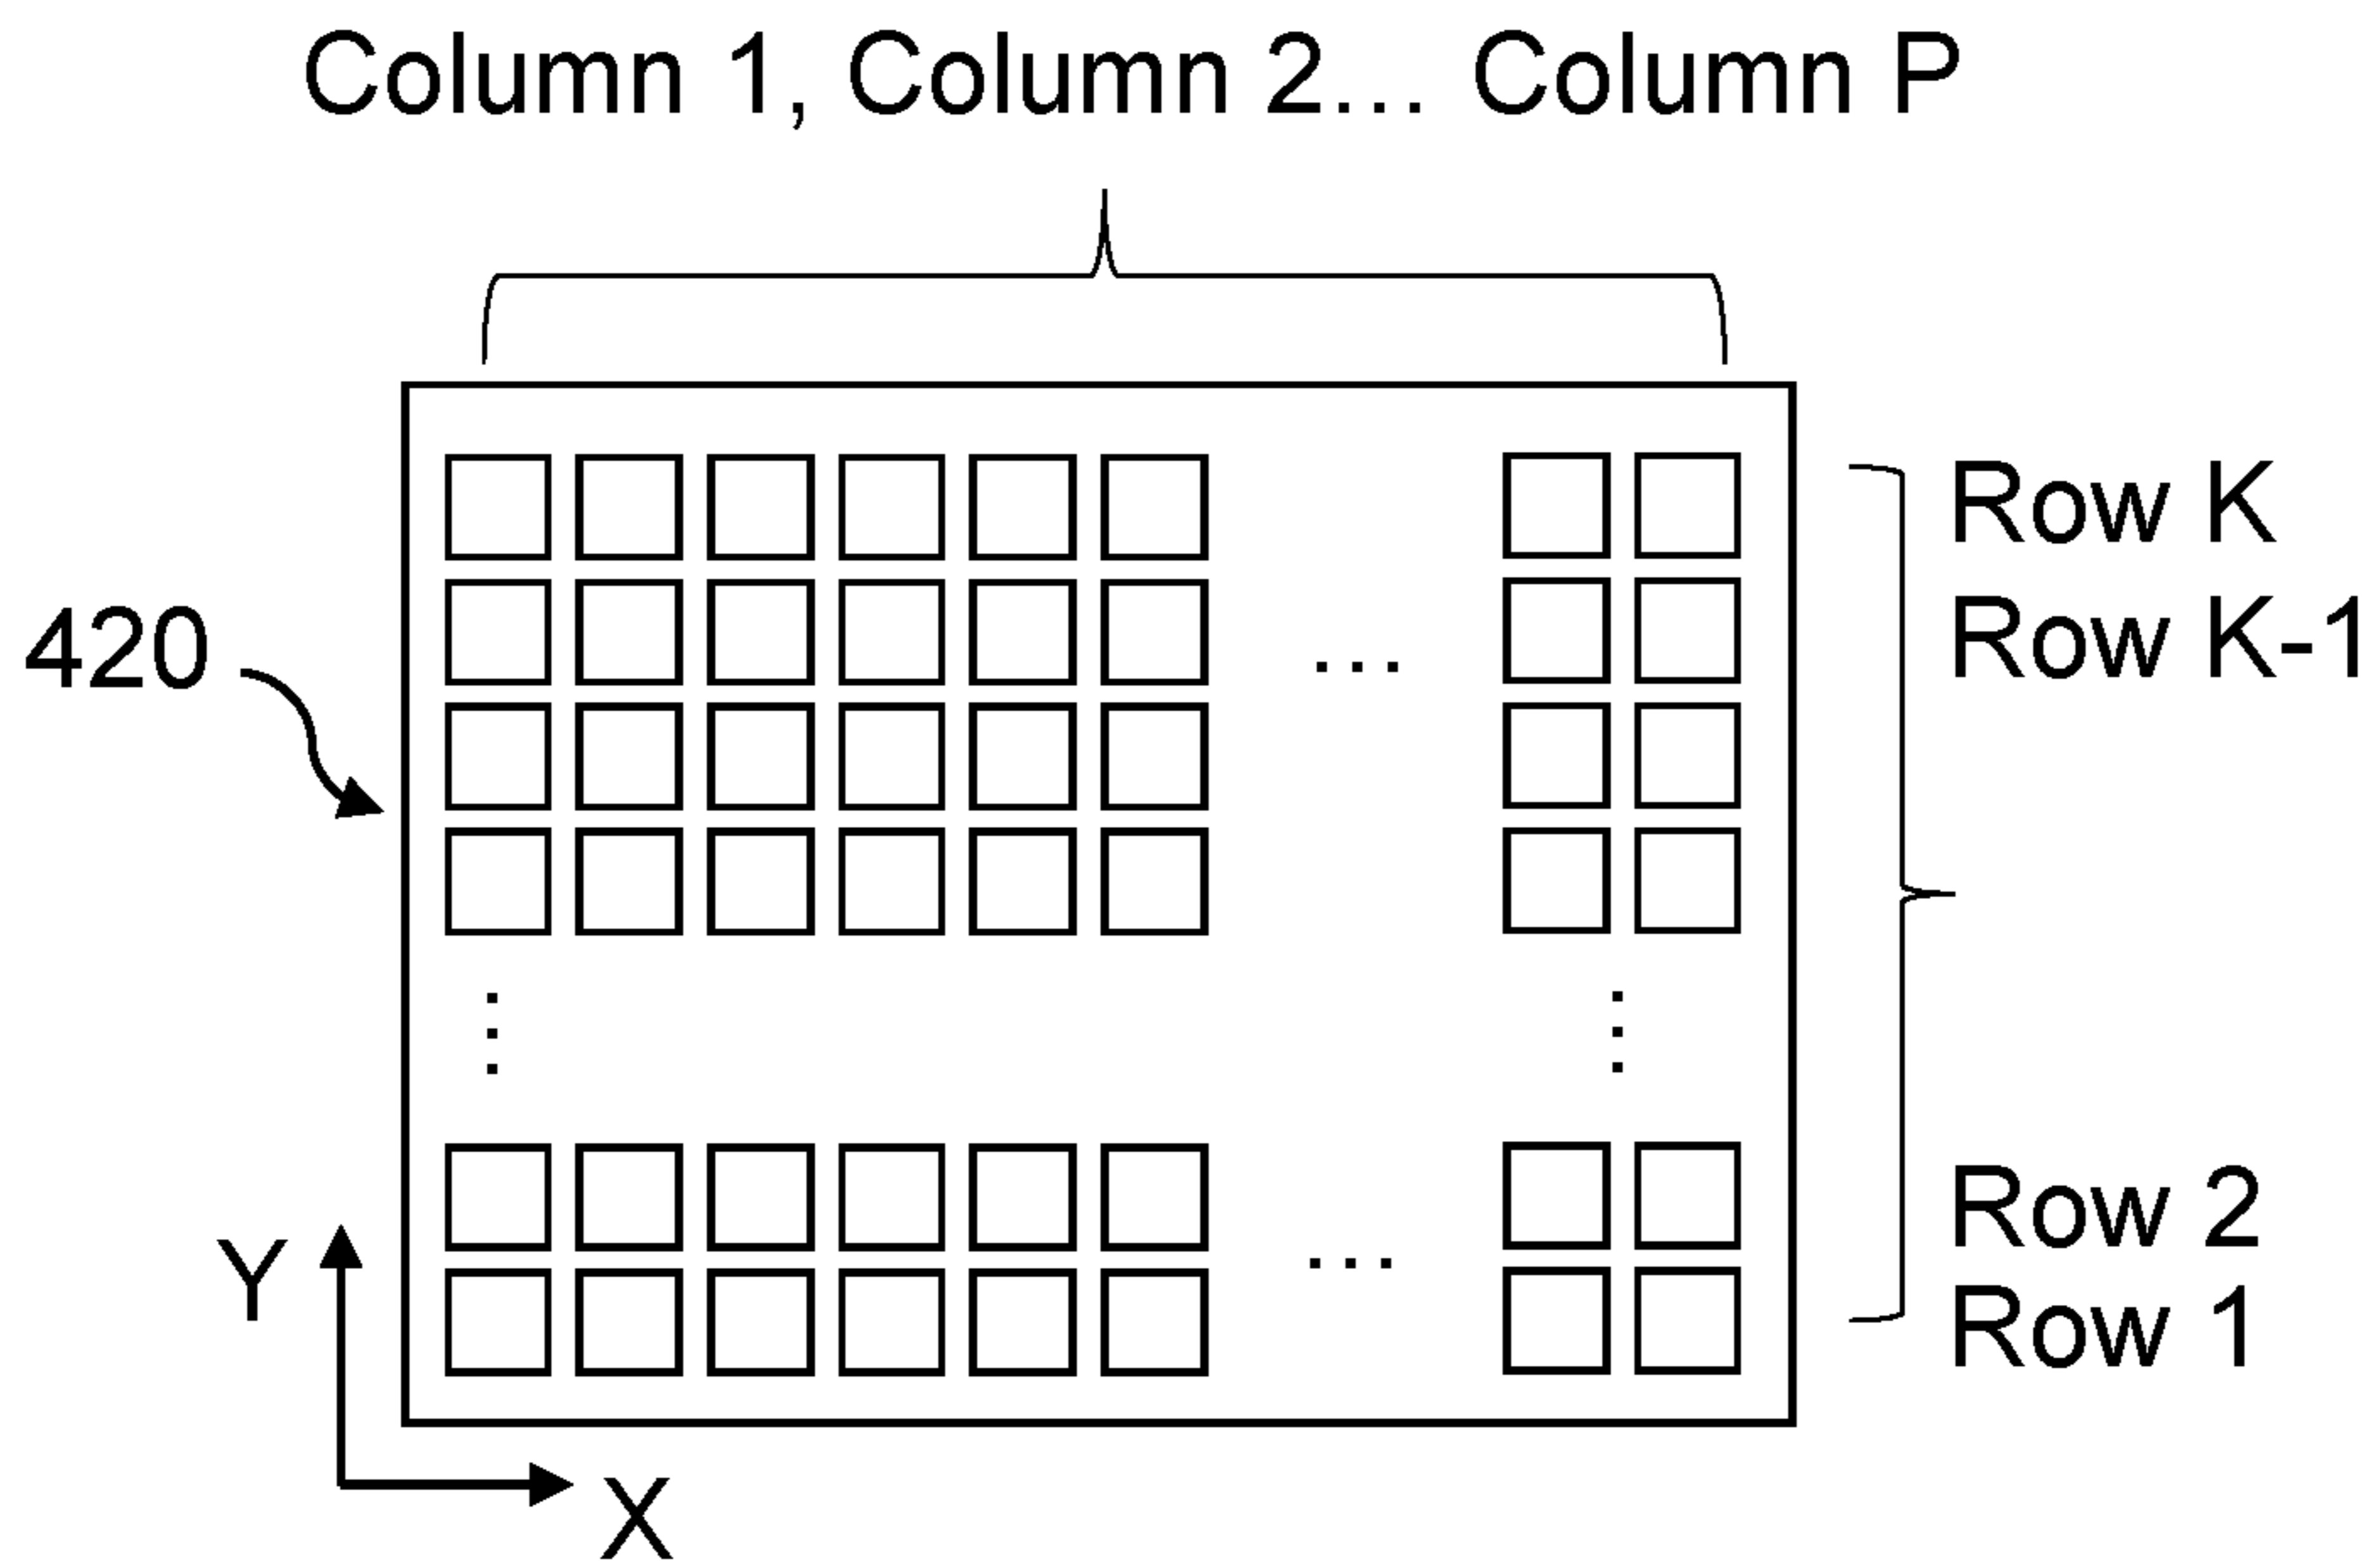 Column 1, Column 2... Column P
Row K
420
Row K-1
...
Row 2
Y
...
Row 1
X